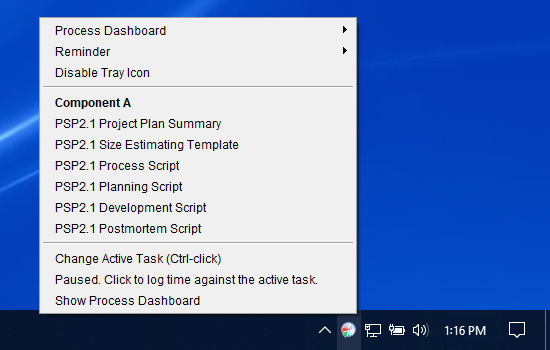 Process Dashboard
Reminder
Disable Tray Icon
Component A
PSP2.1 Project Plan Summary
PSP2.1 Size Estimating Template
PSP2.1 Process Script
PSP2.1 Planning Script
PSP2.1 Development Script
PSP2.1 Postmortem Script
Change Active Task (Ctrl-click)
Paused. Click to log time against the active task.
Show Process Dashboard
1:16 PM